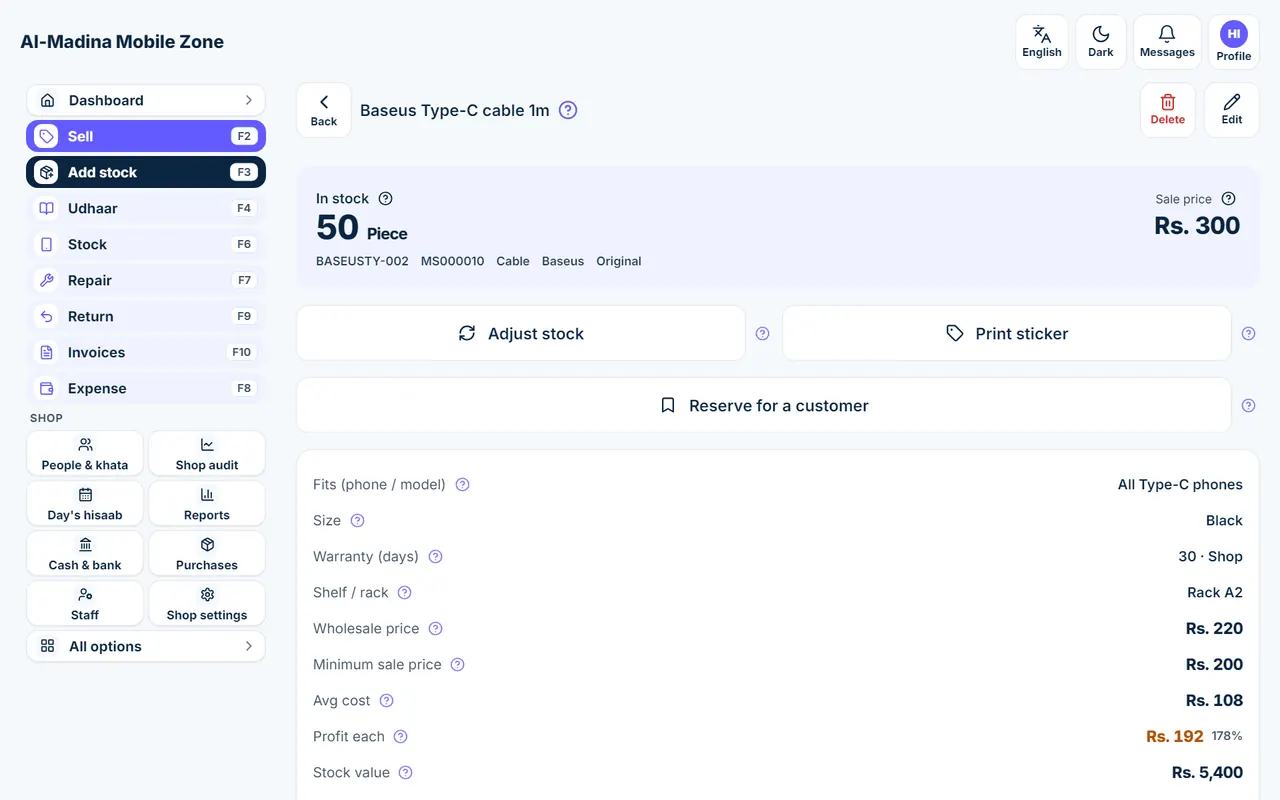 Al-Madina Mobile Zone
English
Dark
Messages
HI
Profile
Dashboard
Sell F2
Add stock F3
Udhaar F4
Stock F6
Repair F7
Return F9
Invoices F10
Expense F8
SHOP
People & khata
Shop audit
Day's hisaab
Reports
Cash & bank
Purchases
Staff
Shop settings
All options
Back
Baseus Type-C cable 1m ?
Delete
Edit
In stock ?
50 Piece
BASEUSTY-002 MS000010 Cable Baseus Original
Sale price ?
Rs. 300
Adjust stock ?
Print sticker ?
Reserve for a customer ?
Fits (phone / model) ? All Type-C phones
Size ? Black
Warranty (days) ? 30 · Shop
Shelf / rack ? Rack A2
Wholesale price ? Rs. 220
Minimum sale price ? Rs. 200
Avg cost ? Rs. 108
Profit each ? Rs. 192 178%
Stock value ? Rs. 5,400